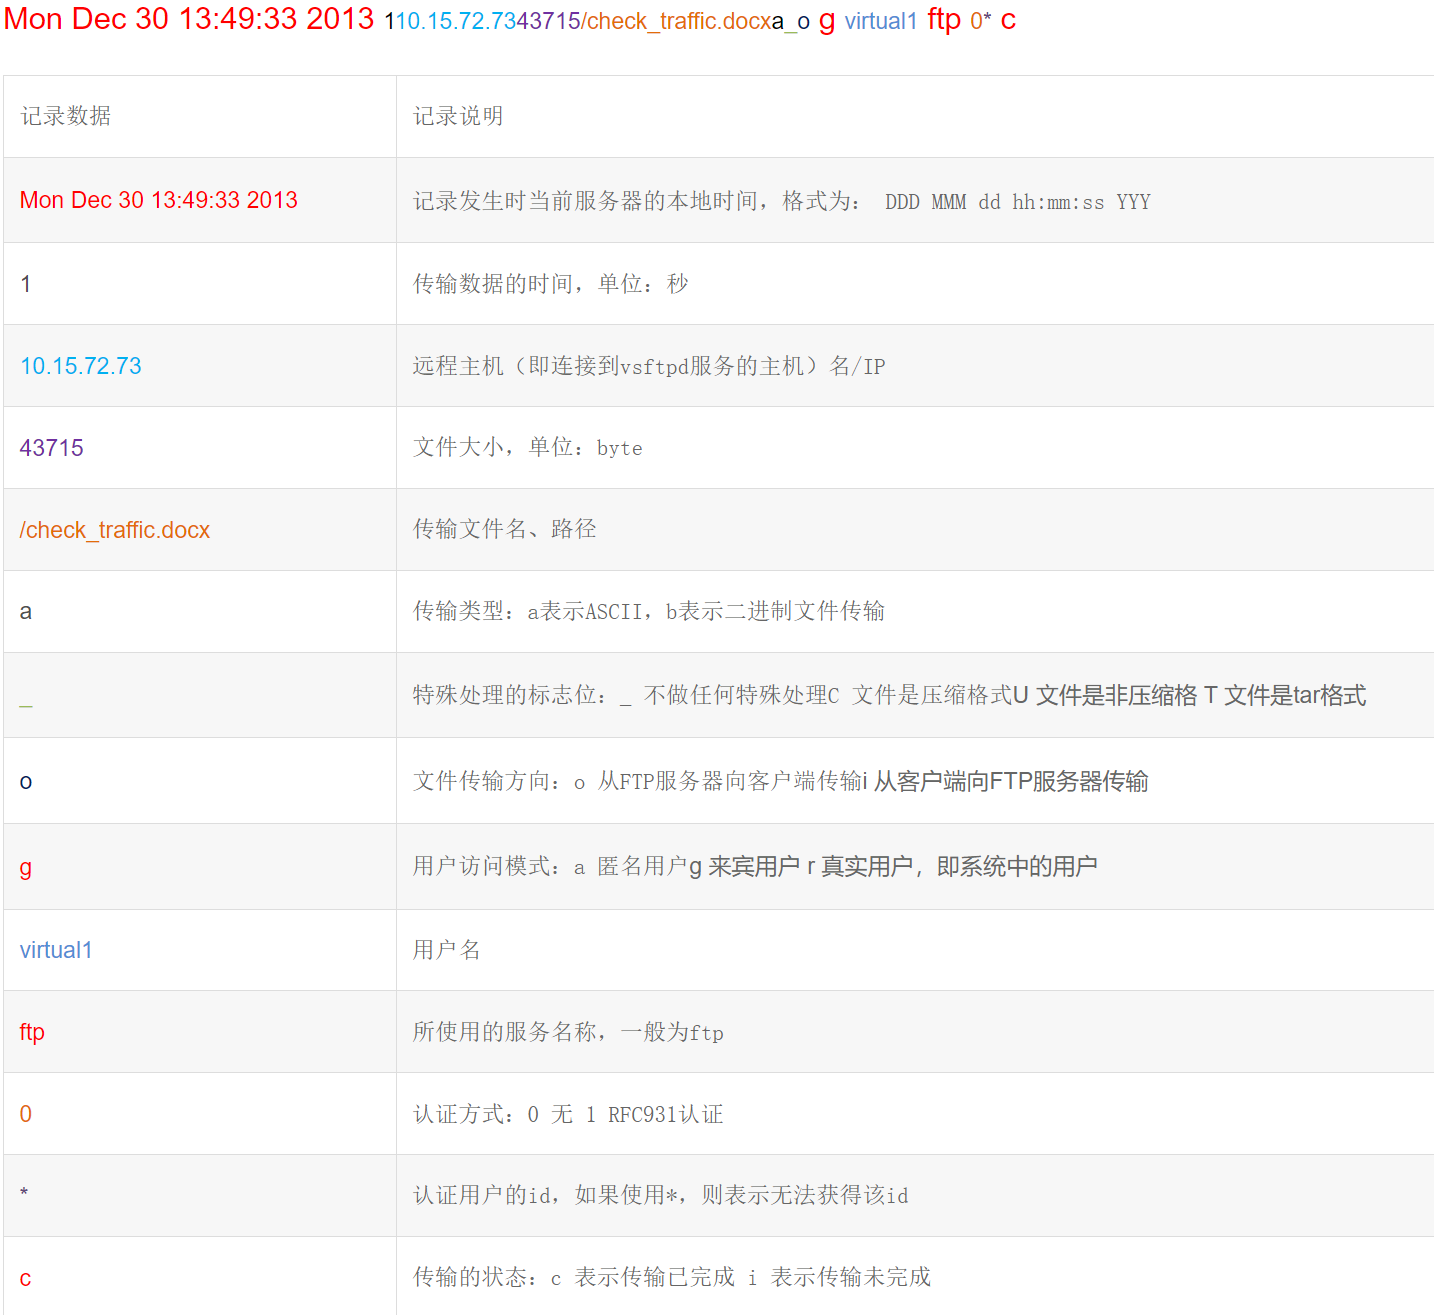 Mon Dec 30 13:49:33 2013 110.15.72.7343715/check_traffic.docxa_o g virtual1 ftp 0* c
记录数据 记录说明
Mon Dec 30 13:49:33 2013 记录发生时当前服务器的本地时间，格式为： DDD MMM dd hh:mm:ss YYY
1 传输数据的时间，单位：秒
10.15.72.73 远程主机（即连接到vsftpd服务的主机）名/IP
43715 文件大小，单位：byte
/check_traffic.docx 传输文件名、路径
a 传输类型：a表示ASCII，b表示二进制文件传输
_ 特殊处理的标志位：_ 不做任何特殊处理C 文件是压缩格式U 文件是非压缩格 T 文件是tar格式
o 文件传输方向：o 从FTP服务器向客户端传输i 从客户端向FTP服务器传输
g 用户访问模式：a 匿名用户g 来宾用户 r 真实用户，即系统中的用户
virtual1 用户名
ftp 所使用的服务名称，一般为ftp
0 认证方式：0 无 1 RFC931认证
* 认证用户的id，如果使用*，则表示无法获得该id
c 传输的状态：c 表示传输已完成 i 表示传输未完成